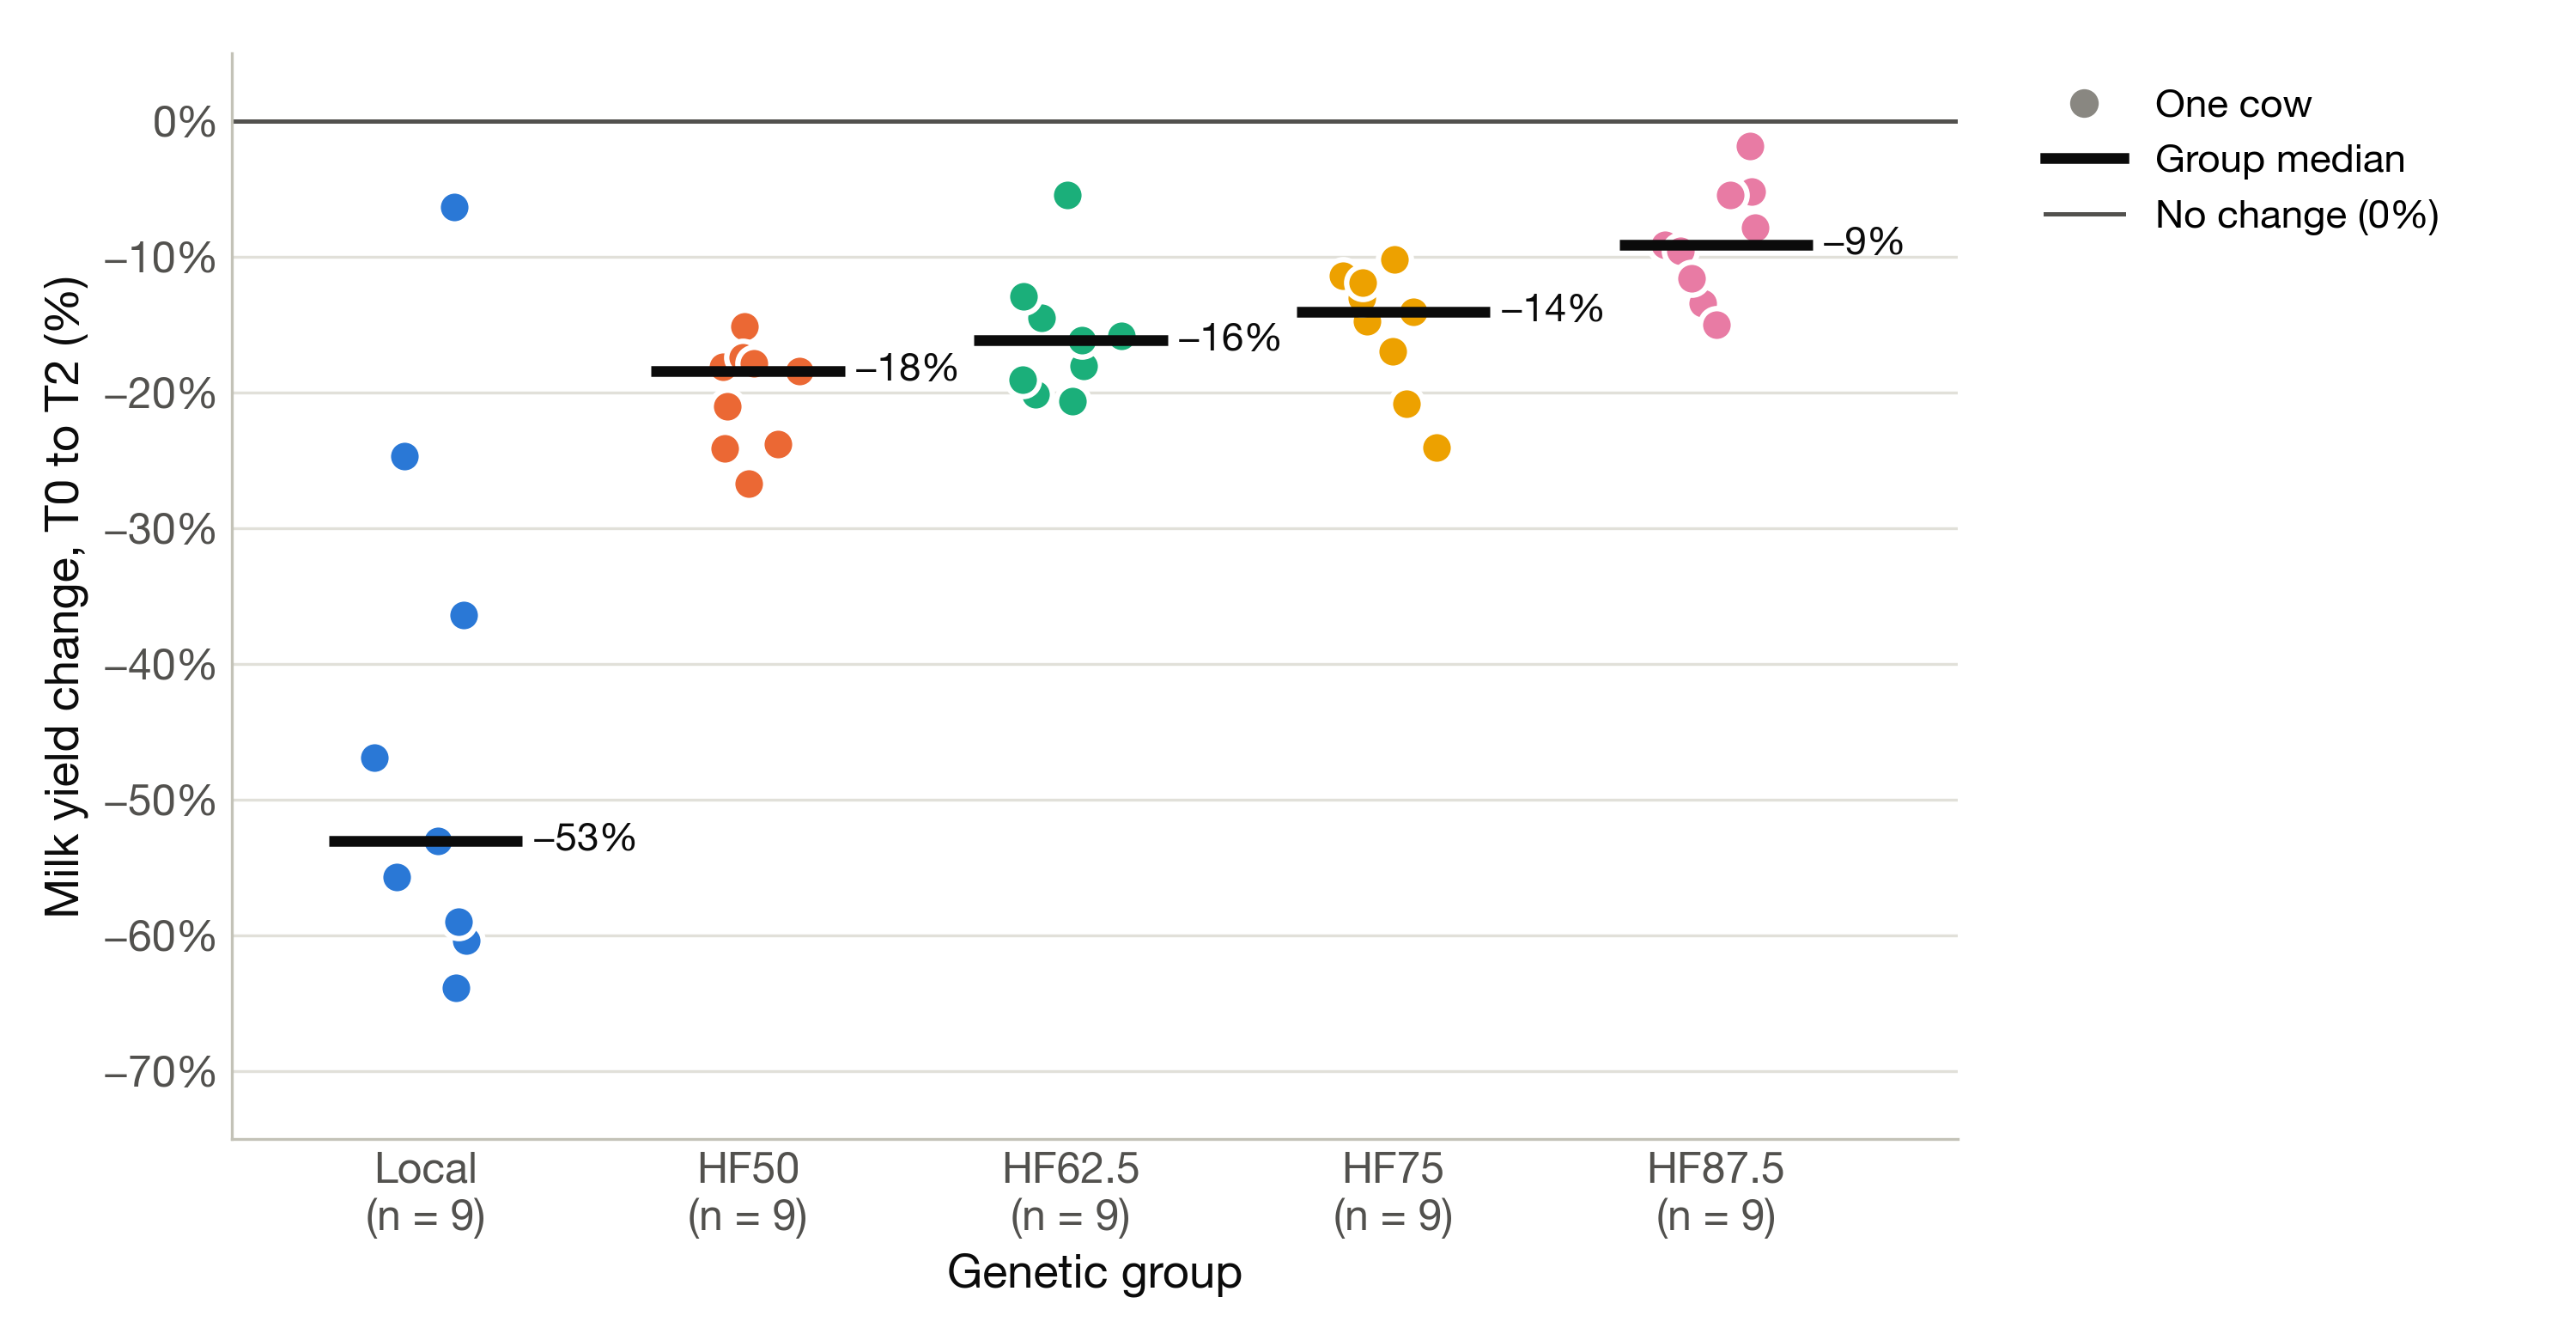 Milk yield change, T0 to T2 (%)
0%
–10%
–20%
–30%
–40%
–50%
–60%
–70%
–53%
–18%
–16%
–14%
–9%
Local
(n = 9)
HF50
(n = 9)
HF62.5
(n = 9)
HF75
(n = 9)
HF87.5
(n = 9)
Genetic group
One cow
Group median
No change (0%)